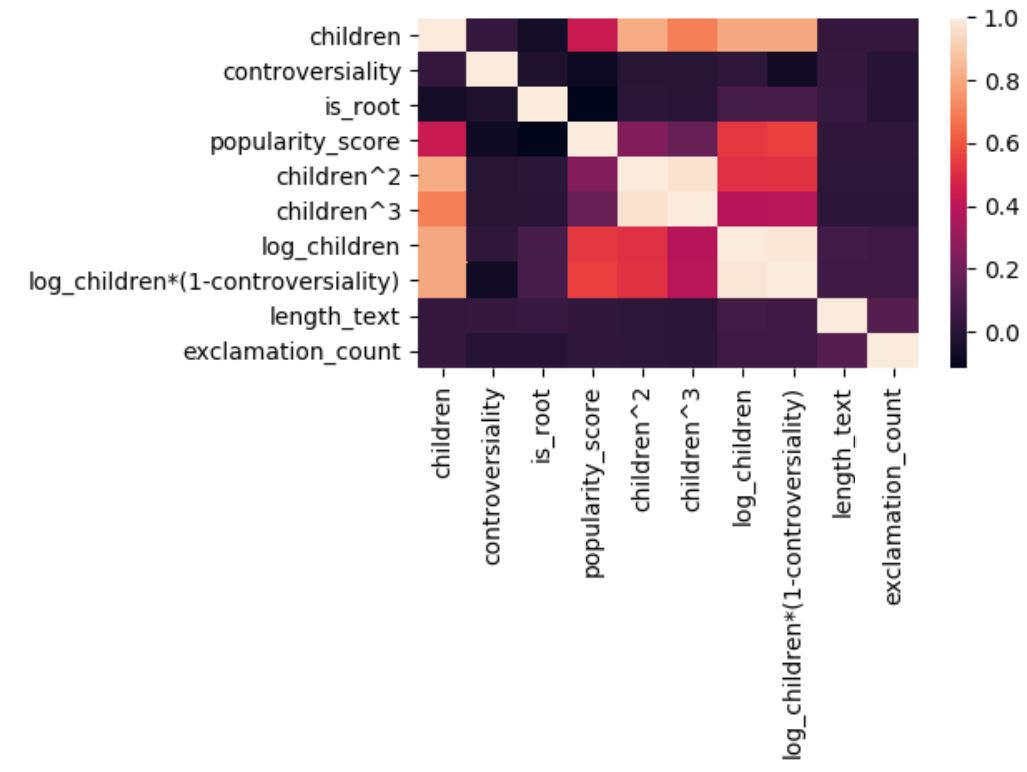 children
controversiality
is_root
popularity_score
children^2
children^3
log_children
log_children*(1-controversiality)
length_text
exclamation_count
1.0
0.8
0.6
0.4
0.2
0.0
children
controversiality
is_root
popularity_score
children^2
children^3
log_children
log_children*(1-controversiality)
length_text
exclamation_count